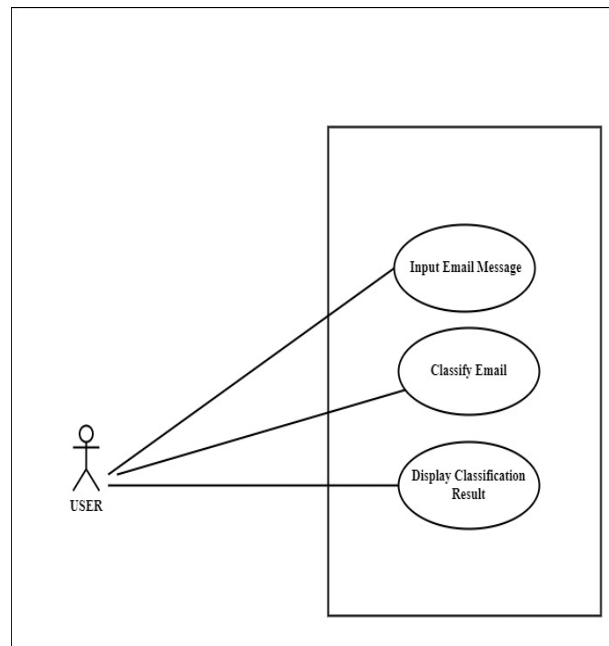 Input Email Message
Classify Email
Display Classification
Result
USER